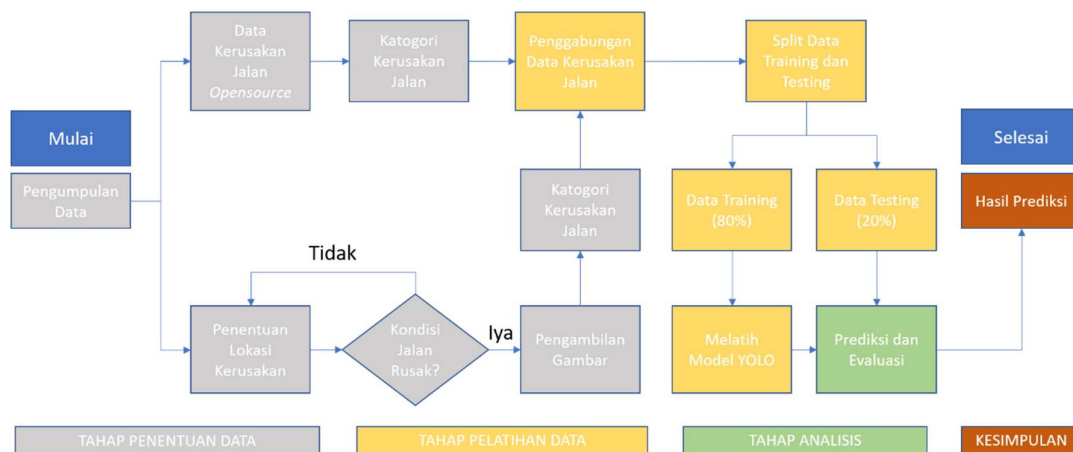 Mulai
Pengumpulan
Data
Data
Kerusakan
Jalan
Opensource
Katogori
Kerusakan
Jalan
Penggabungan
Data Kerusakan
Jalan
Split Data
Training dan
Testing
Katogori
Kerusakan
Jalan
Data Training
(80%)
Data Testing
(20%)
Selesai
Hasil Prediksi
Tidak
Penentuan
Lokasi
Kerusakan
Kondisi
Jalan
Rusak?
Iya
Pengambilan
Gambar
Melatih
Model YOLO
Prediksi dan
Evaluasi
TAHAP PENENTUAN DATA
TAHAP PELATIHAN DATA
TAHAP ANALISIS
KESIMPULAN